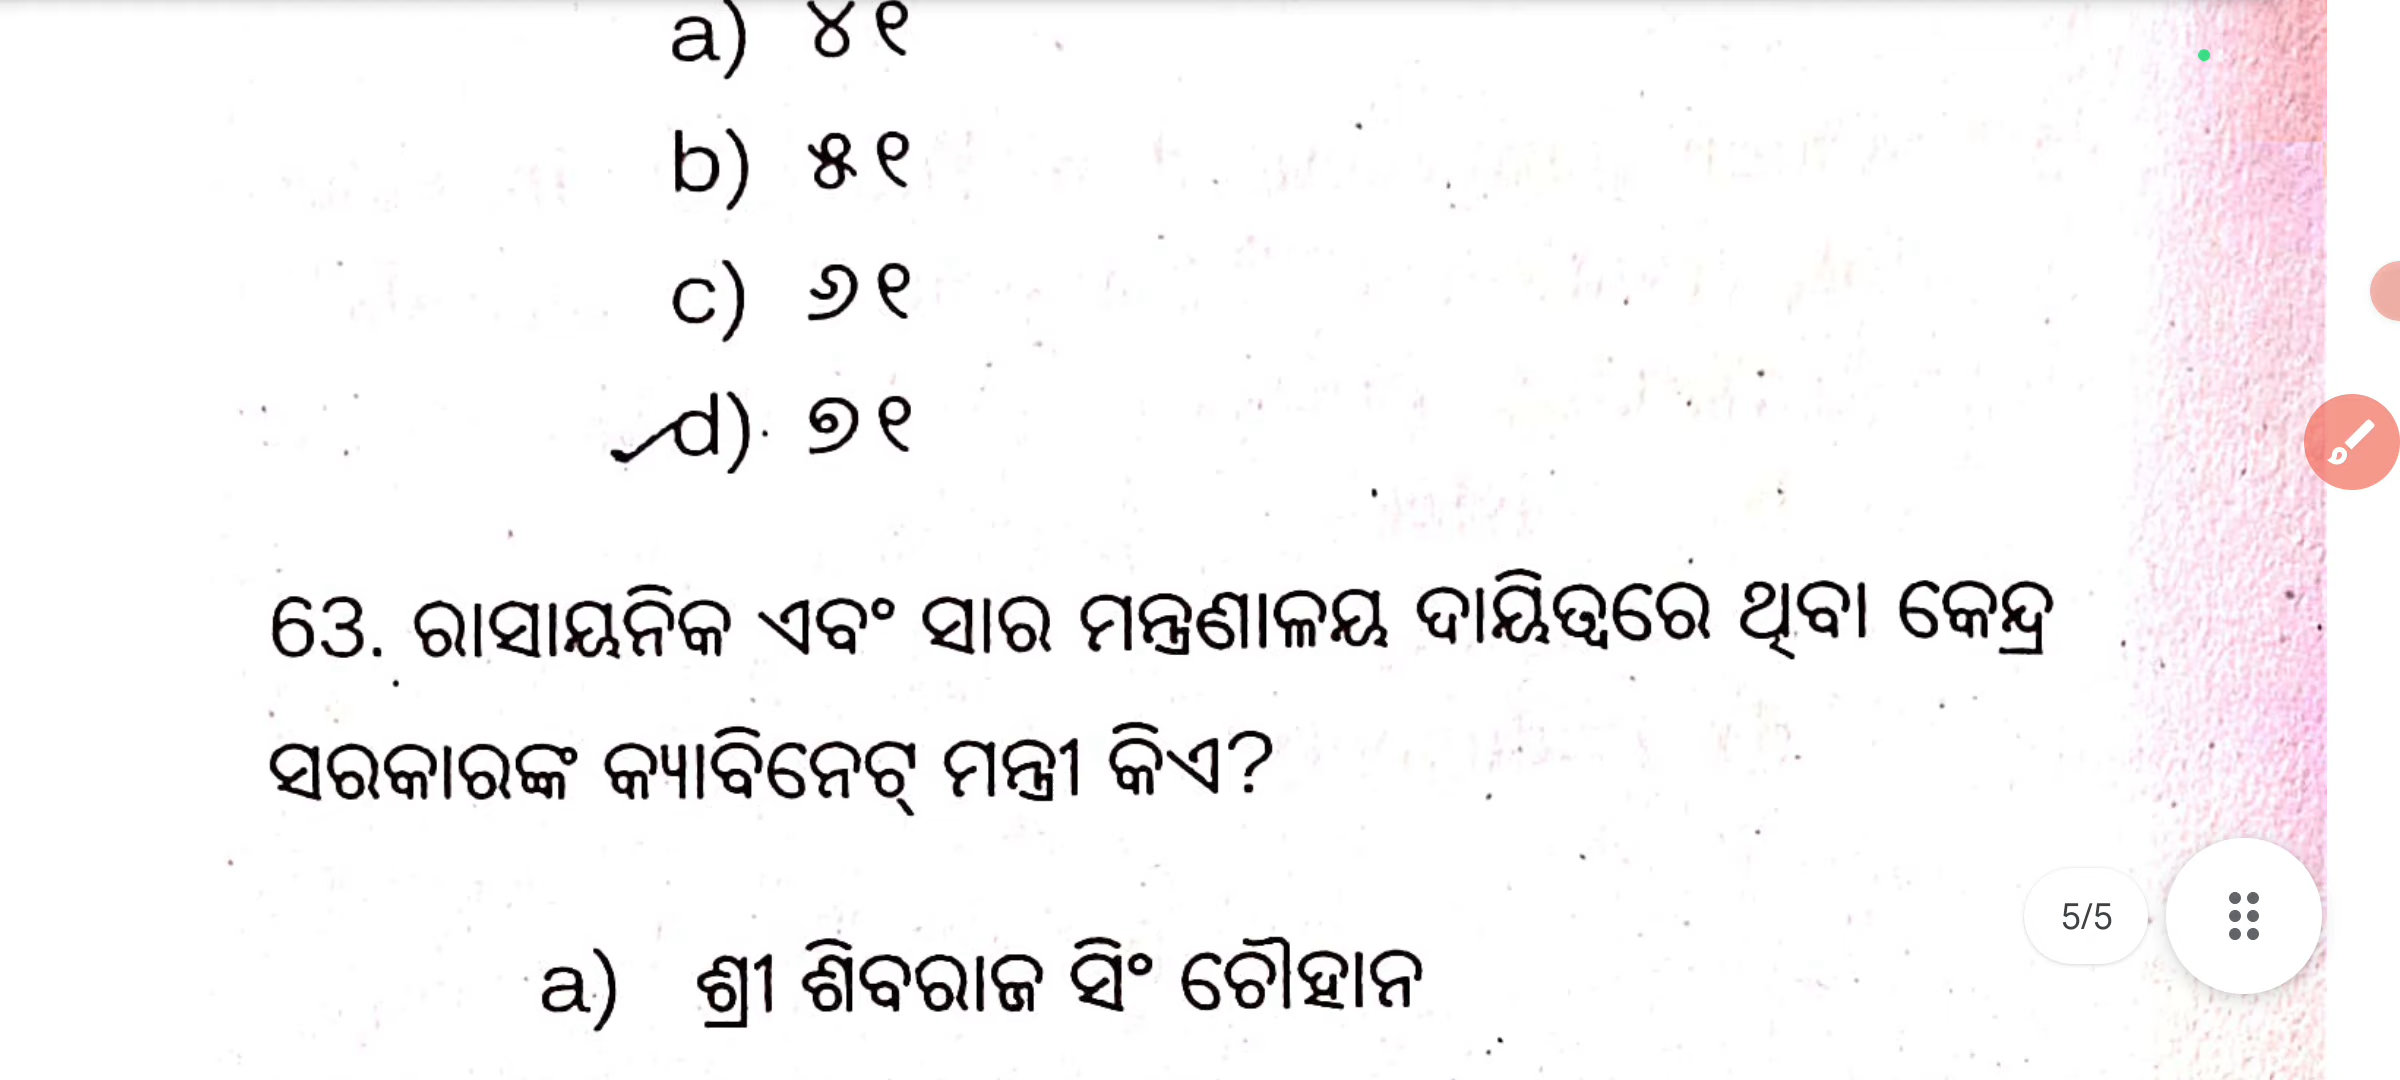 a) ୪୧
b) ୫୧
c) ୬୧
d) ୭୧
63. ରାସାୟନିକ ଏବଂ ସାର ମନ୍ତ୍ରଣାଳୟ ଦାୟିତ୍ୱରେ ଥିବା କେନ୍ଦ୍ର
ସରକାରଙ୍କ କ୍ୟାବିନେଟ୍ ମନ୍ତ୍ରୀ କିଏ?
a) ଶ୍ରୀ ଶିବରାଜ ସିଂ ଚୌହାନ
5/5